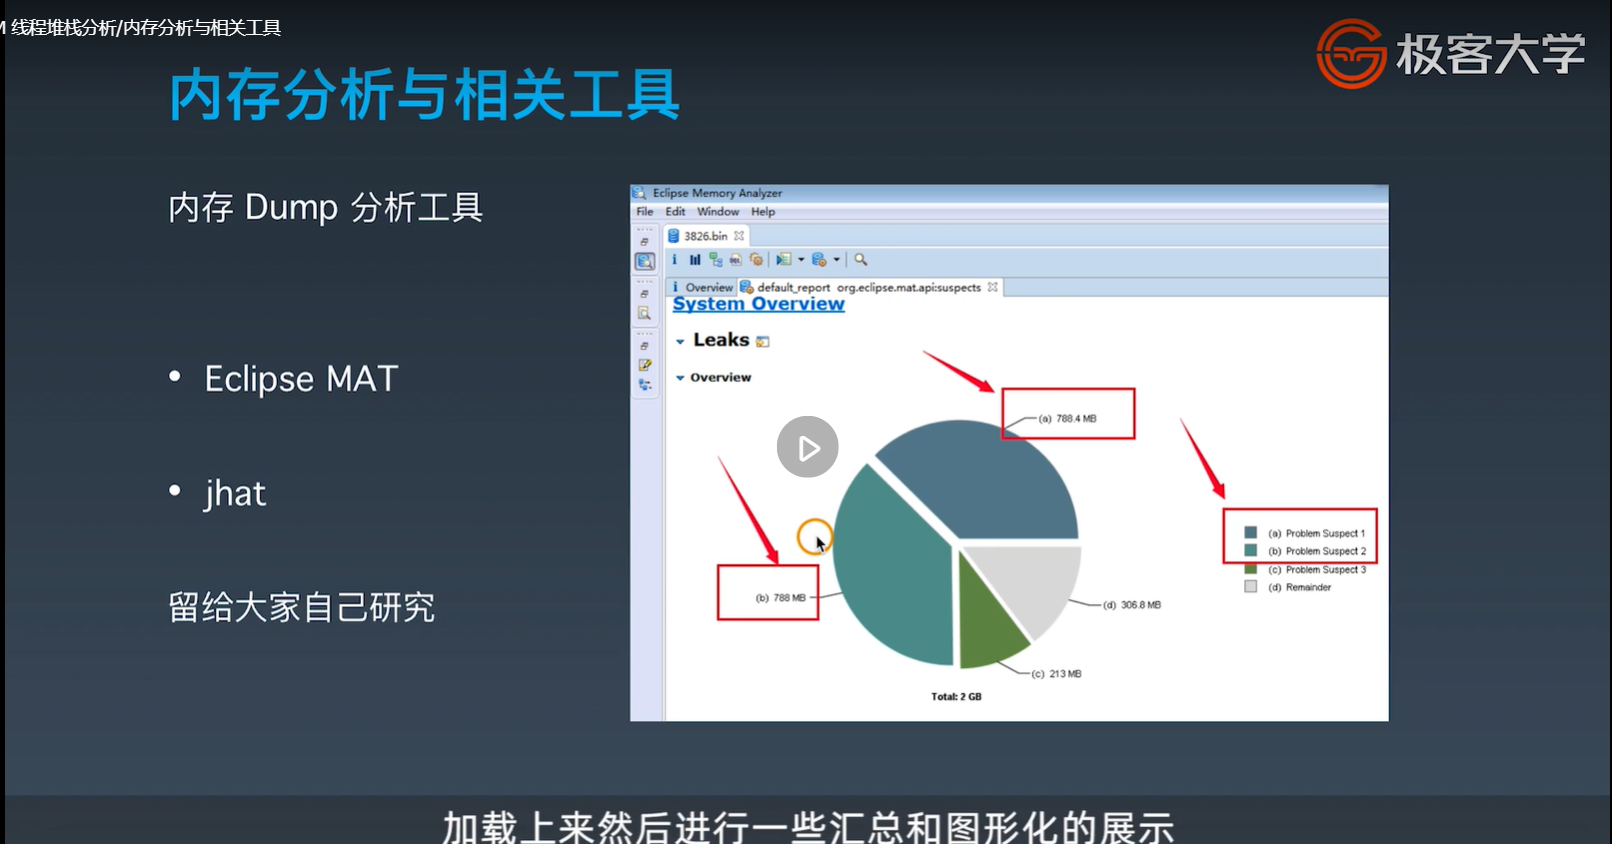 线程堆栈分析/内存分析与相关工具
极客大学
内存分析与相关工具
内存 Dump 分析工具
• Eclipse MAT
• jhat
留给大家自己研究
Eclipse Memory Analyzer
File Edit Window Help
3826.bin
Overview default_report org.eclipse.mat.api:suspects
System Overview
Leaks
Overview
(a) 788.4 MB
(b) 788 MB
(c) 213 MB
(d) 306.8 MB
Total: 2 GB
(a) Problem Suspect 1
(b) Problem Suspect 2
(c) Problem Suspect 3
(d) Remainder
加载上来然后进行一些汇总和图形化的展示